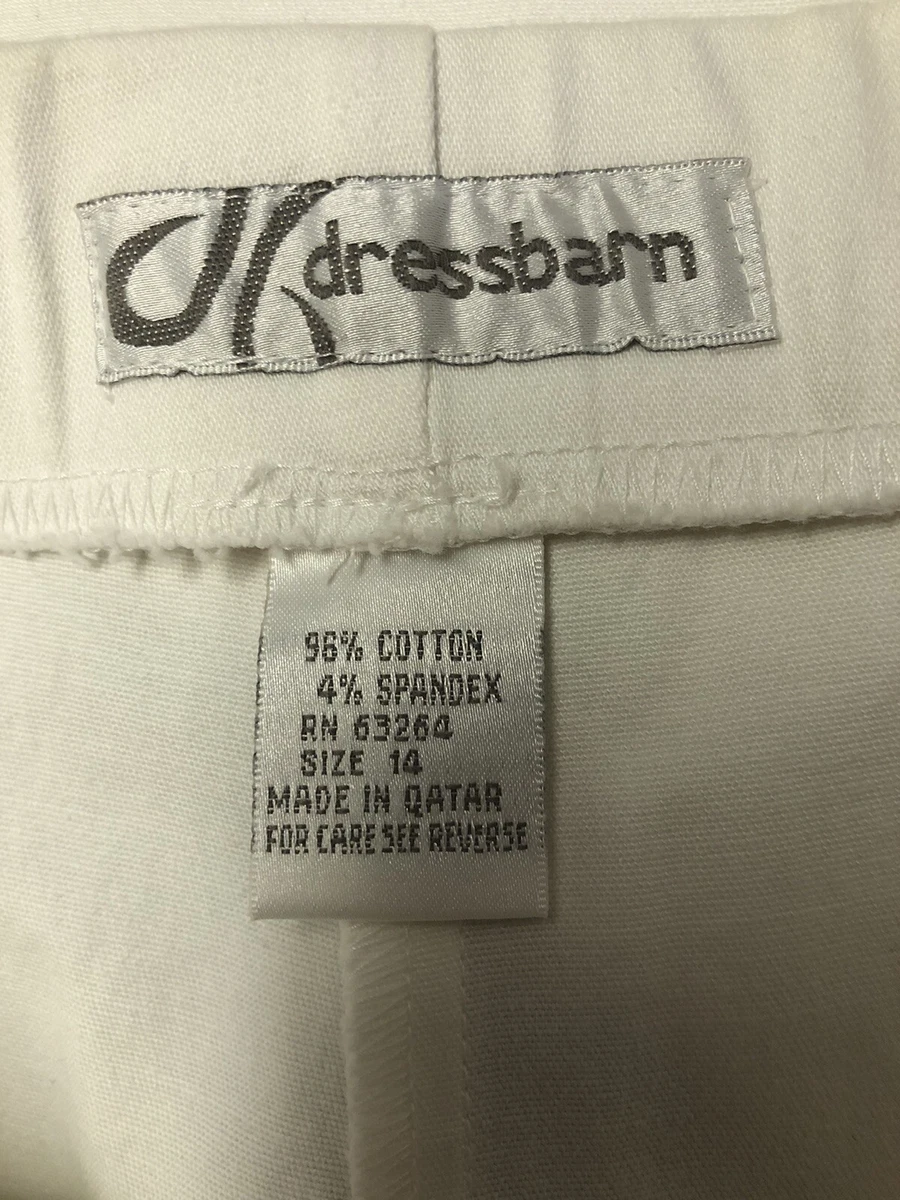 dressbarn
96% COTTON
4% SPANDEX
RN 63264
SIZE 14
MADE IN QATAR
FOR CARE SEE REVERSE